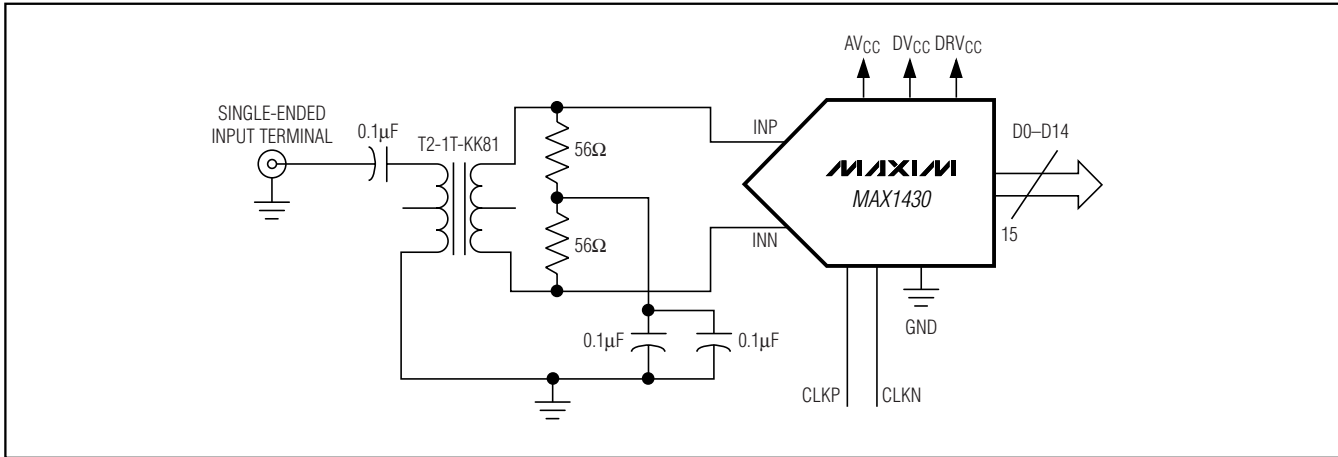 SINGLE-ENDED
INPUT TERMINAL
0.1µF
T2-1T-KK81
56Ω
56Ω
0.1µF
0.1µF
AVCC
DVCC
DRVCC
INP
INN
MAXIM
MAX1430
D0–D14
15
GND
CLKP
CLKN